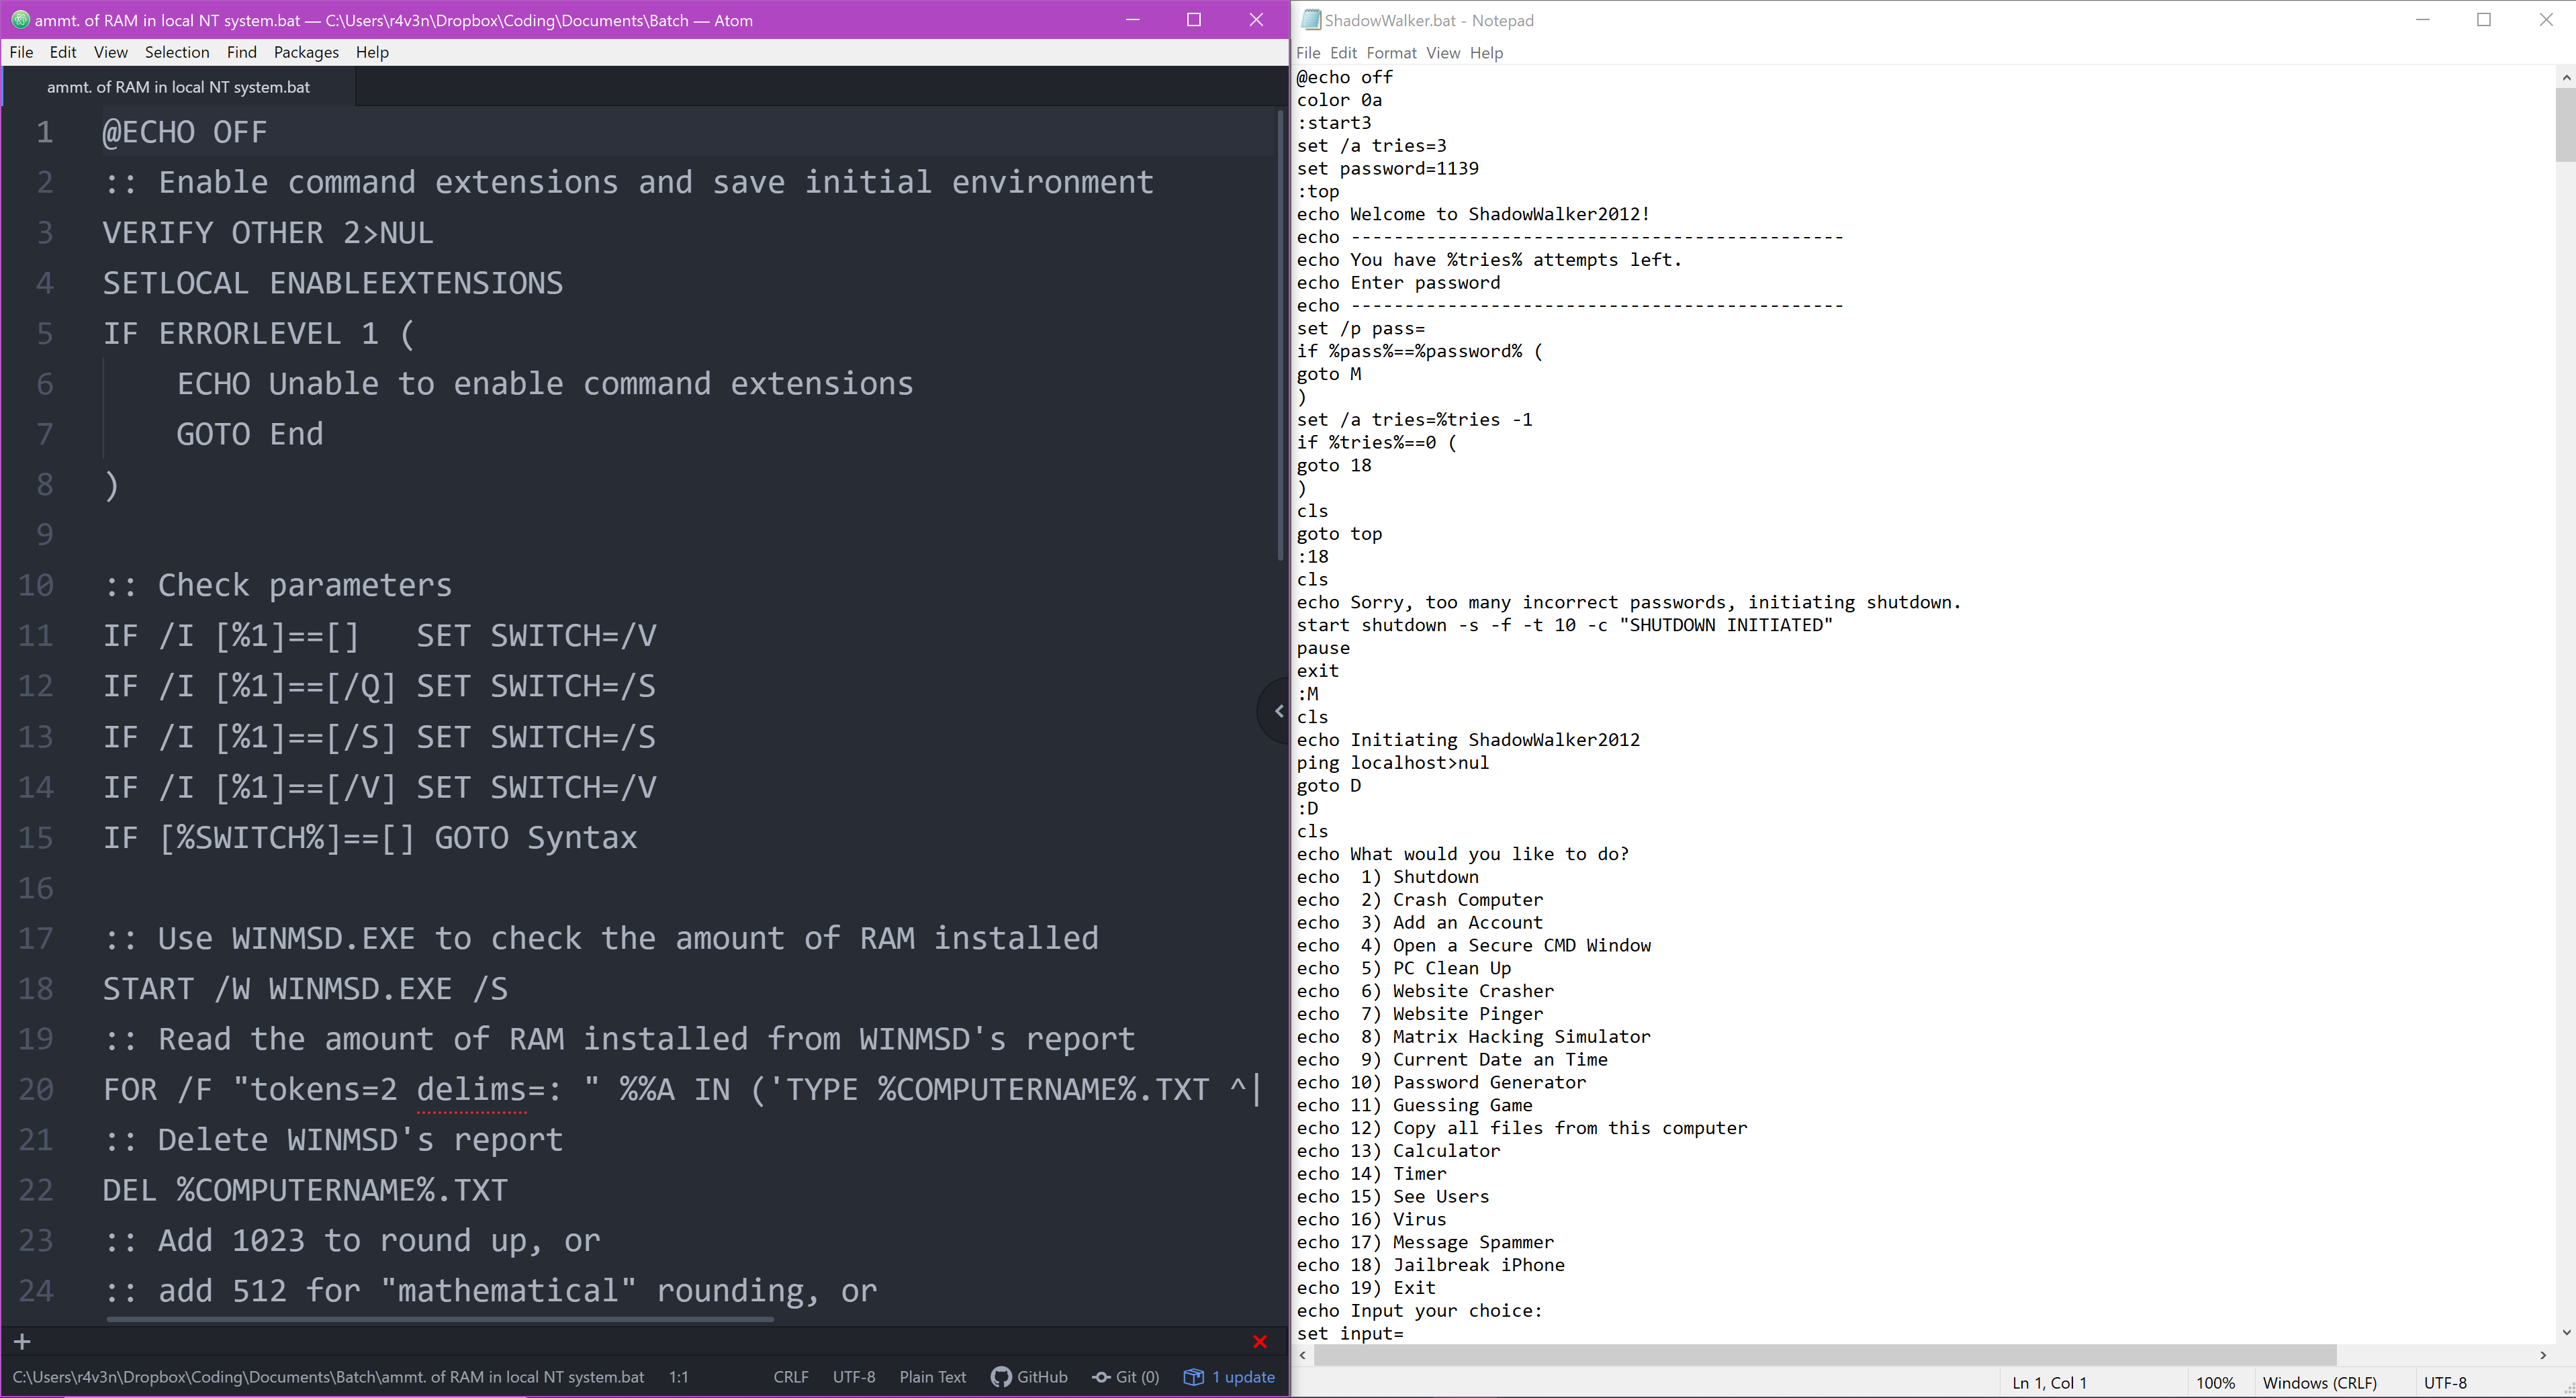 ammt. of RAM in local NT system.bat — C:\Users\r4v3n\Dropbox\Coding\Documents\Batch — Atom
File Edit View Selection Find Packages Help
ammt. of RAM in local NT system.bat
1 @ECHO OFF
2 :: Enable command extensions and save initial environment
3 VERIFY OTHER 2>NUL
4 SETLOCAL ENABLEEXTENSIONS
5 IF ERRORLEVEL 1 (
6 ECHO Unable to enable command extensions
7 GOTO End
8 )
9
10 :: Check parameters
11 IF /I [%1]==[]   SET SWITCH=/V
12 IF /I [%1]==[/Q] SET SWITCH=/S
13 IF /I [%1]==[/S] SET SWITCH=/S
14 IF /I [%1]==[/V] SET SWITCH=/V
15 IF [%SWITCH%]==[] GOTO Syntax
16
17 :: Use WINMSD.EXE to check the amount of RAM installed
18 START /W WINMSD.EXE /S
19 :: Read the amount of RAM installed from WINMSD's report
20 FOR /F "tokens=2 delims=: " %%A IN ('TYPE %COMPUTERNAME%.TXT ^|
21 :: Delete WINMSD's report
22 DEL %COMPUTERNAME%.TXT
23 :: Add 1023 to round up, or
24 :: add 512 for "mathematical" rounding, or
C:\Users\r4v3n\Dropbox\Coding\Documents\Batch\ammt. of RAM in local NT system.bat 1:1 CRLF UTF-8 Plain Text GitHub Git (0) 1 update
ShadowWalker.bat - Notepad
File Edit Format View Help
@echo off
color 0a
:start3
set /a tries=3
set password=1139
:top
echo Welcome to ShadowWalker2012!
echo ----------------------------------------------
echo You have %tries% attempts left.
echo Enter password
echo ----------------------------------------------
set /p pass=
if %pass%==%password% (
goto M
)
set /a tries=%tries -1
if %tries%==0 (
goto 18
)
cls
goto top
:18
cls
echo Sorry, too many incorrect passwords, initiating shutdown.
start shutdown -s -f -t 10 -c "SHUTDOWN INITIATED"
pause
exit
:M
cls
echo Initiating ShadowWalker2012
ping localhost>nul
goto D
:D
cls
echo What would you like to do?
echo  1) Shutdown
echo  2) Crash Computer
echo  3) Add an Account
echo  4) Open a Secure CMD Window
echo  5) PC Clean Up
echo  6) Website Crasher
echo  7) Website Pinger
echo  8) Matrix Hacking Simulator
echo  9) Current Date an Time
echo 10) Password Generator
echo 11) Guessing Game
echo 12) Copy all files from this computer
echo 13) Calculator
echo 14) Timer
echo 15) See Users
echo 16) Virus
echo 17) Message Spammer
echo 18) Jailbreak iPhone
echo 19) Exit
echo Input your choice:
set input=
Ln 1, Col 1 100% Windows (CRLF) UTF-8